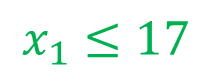 x₁ ≤ 17